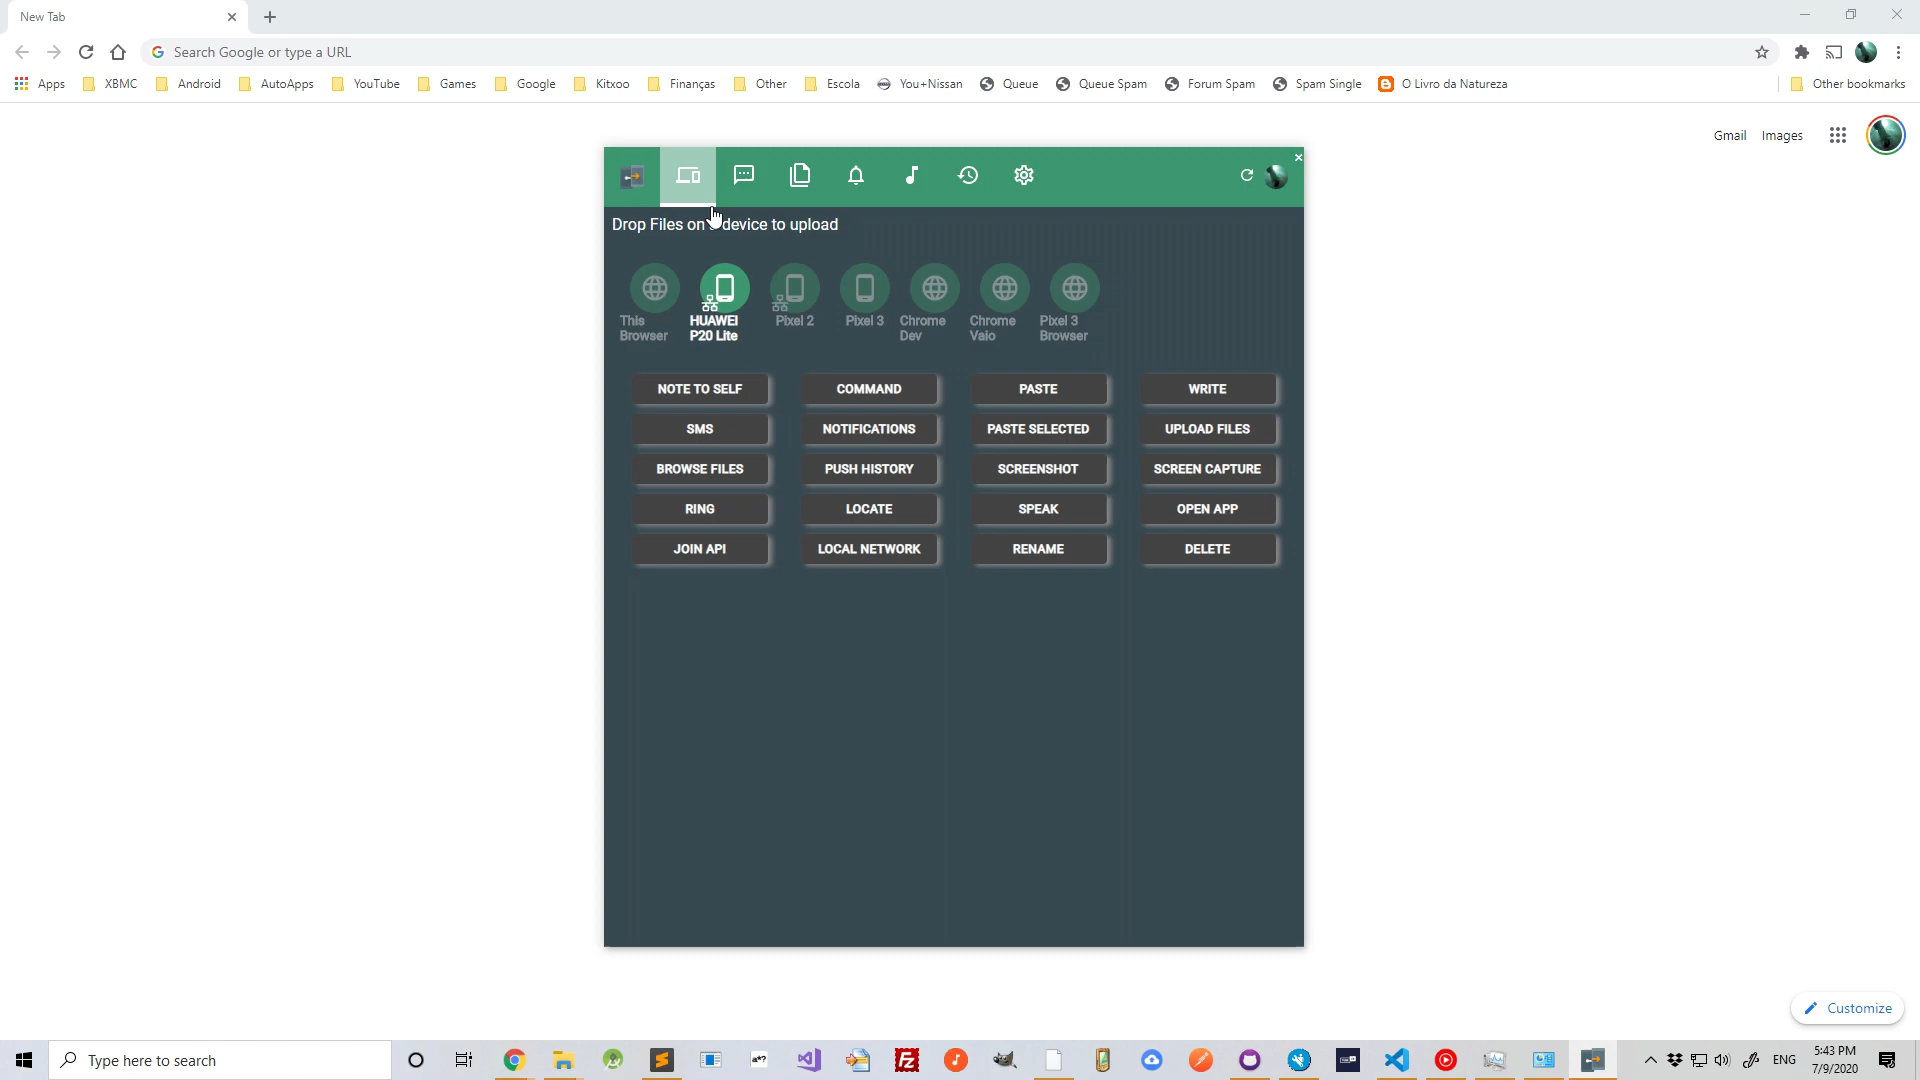 New Tab
Search Google or type a URL
Apps XBMC Android AutoApps YouTube Games Google Kitxoo Finanças Other Escola You+Nissan Queue Queue Spam Forum Spam Spam Single O Livro da Natureza Other bookmarks
Gmail Images
Drop Files on device to upload
This Browser
HUAWEI P20 Lite
Pixel 2
Pixel 3
Chrome Dev
Chrome Vaio
Pixel 3 Browser
NOTE TO SELF COMMAND PASTE WRITE
SMS NOTIFICATIONS PASTE SELECTED UPLOAD FILES
BROWSE FILES PUSH HISTORY SCREENSHOT SCREEN CAPTURE
RING LOCATE SPEAK OPEN APP
JOIN API LOCAL NETWORK RENAME DELETE
Customize
Type here to search
ENG
5:43 PM
7/9/2020